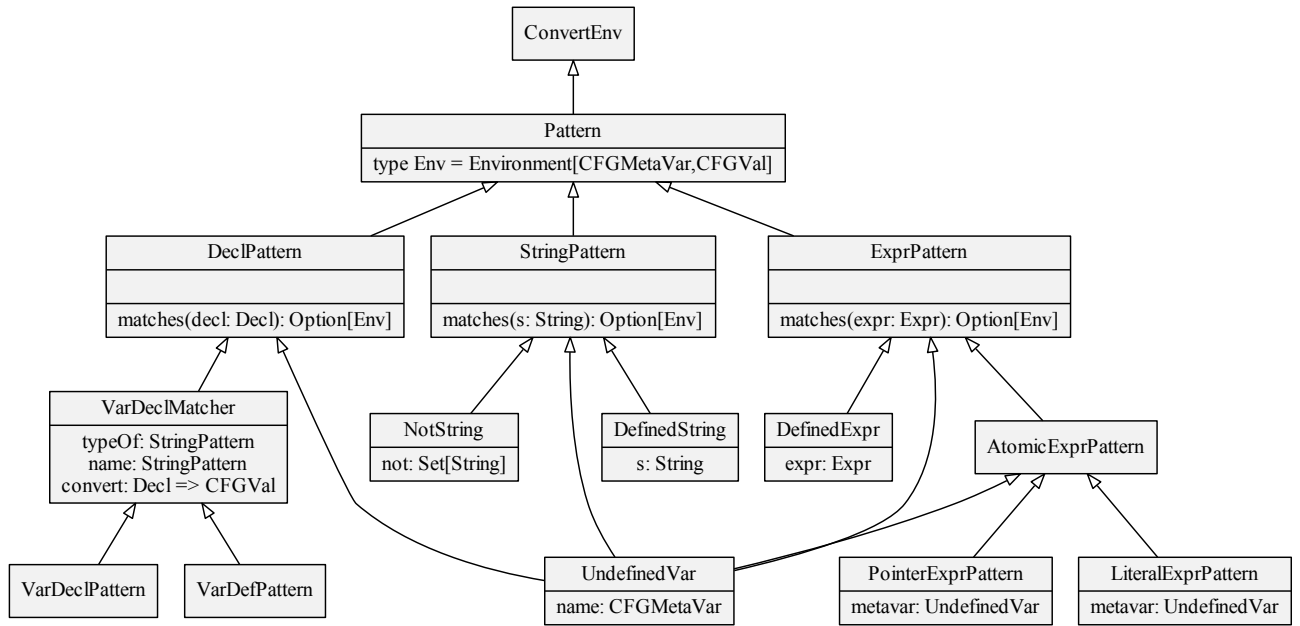 ConvertEnv
Pattern
type Env = Environment[CFGMetaVar,CFGVal]
DeclPattern
matches(decl: Decl): Option[Env]
StringPattern
matches(s: String): Option[Env]
ExprPattern
matches(expr: Expr): Option[Env]
VarDeclMatcher
typeOf: StringPattern
name: StringPattern
convert: Decl => CFGVal
NotString
not: Set[String]
DefinedString
s: String
DefinedExpr
expr: Expr
AtomicExprPattern
VarDeclPattern
VarDefPattern
UndefinedVar
name: CFGMetaVar
PointerExprPattern
metavar: UndefinedVar
LiteralExprPattern
metavar: UndefinedVar